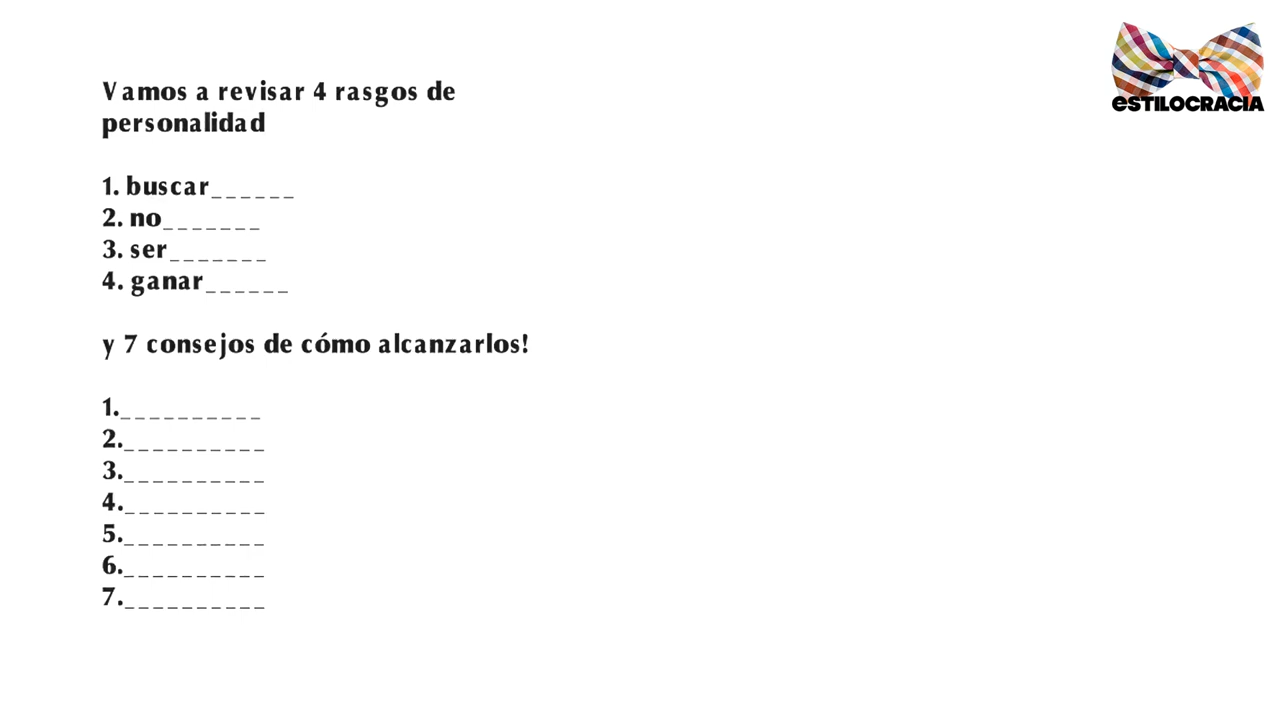 Vamos a revisar 4 rasgos de
personalidad
1. buscar______
2. no_______
3. ser_______
4. ganar______
y 7 consejos de cómo alcanzarlos!
1.__________
2.__________
3.__________
4.__________
5.__________
6.__________
7.__________
eSTILOCRACIA